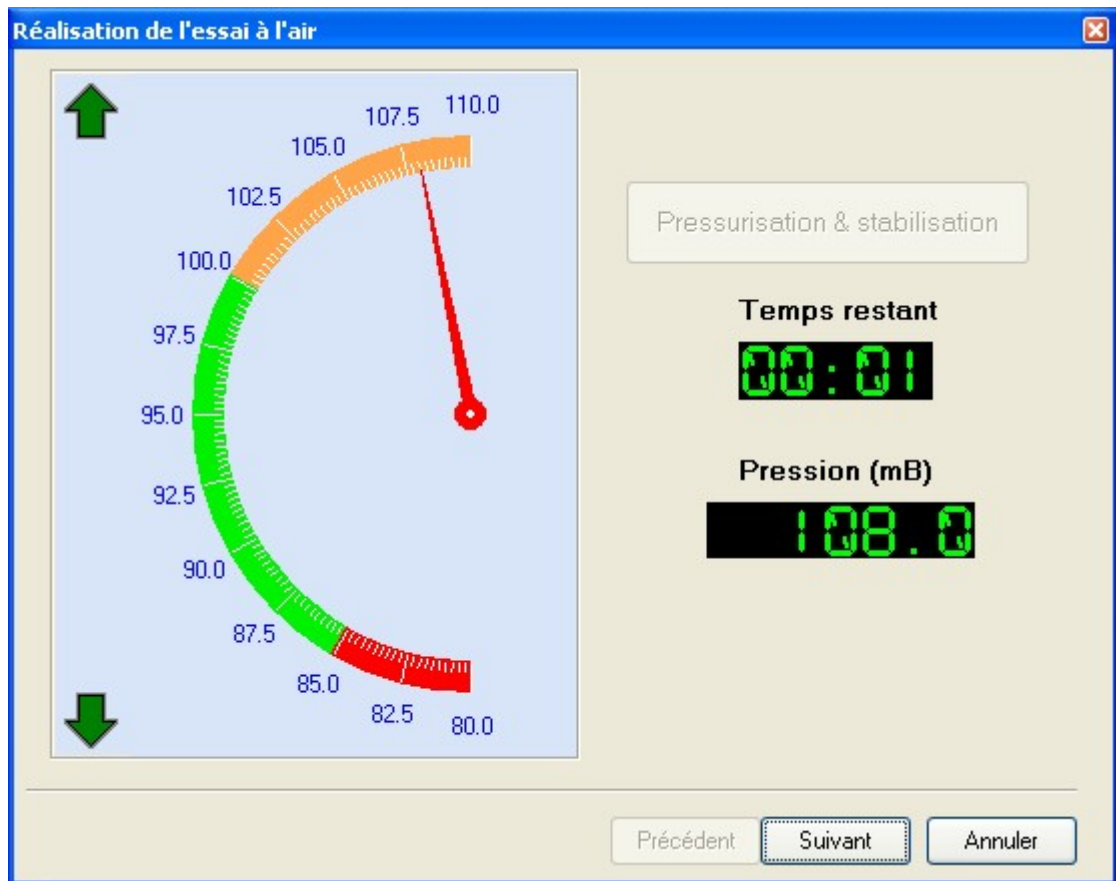 Réalisation de l'essai à l'air
110.0
107.5
105.0
102.5
100.0
97.5
95.0
92.5
90.0
87.5
85.0
82.5
80.0
Pressurisation & stabilisation
Temps restant
00:01
Pression (mB)
108.0
Précédent
Suivant
Annuler